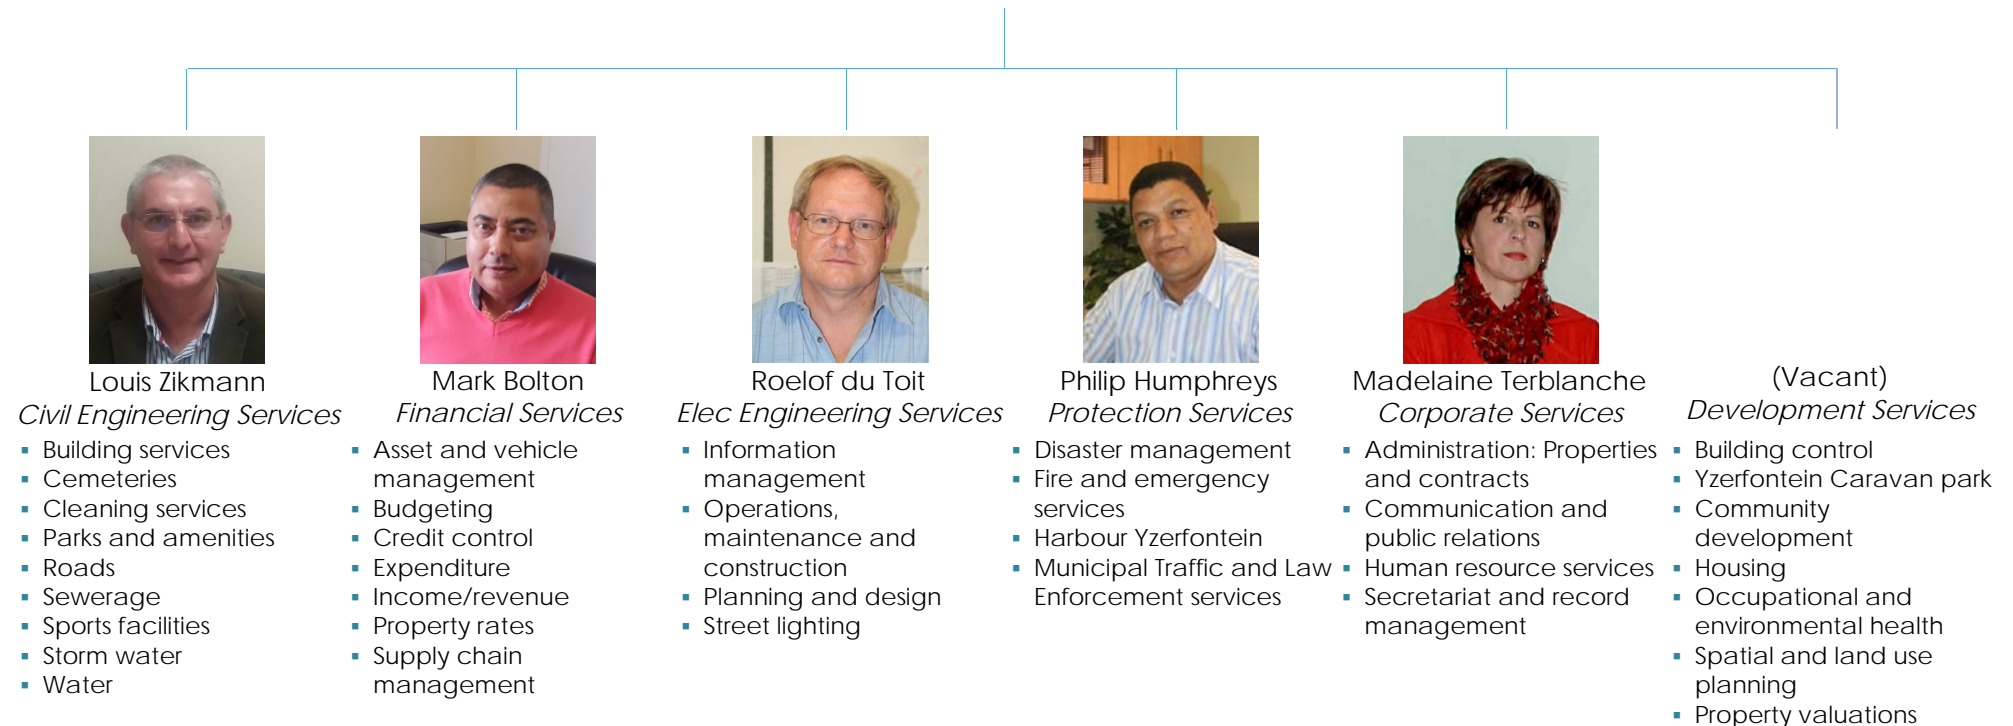 Louis Zikmann
Civil Engineering Services
▪ Building services
▪ Cemeteries
▪ Cleaning services
▪ Parks and amenities
▪ Roads
▪ Sewerage
▪ Sports facilities
▪ Storm water
▪ Water
Mark Bolton
Financial Services
▪ Asset and vehicle
management
▪ Budgeting
▪ Credit control
▪ Expenditure
▪ Income/revenue
▪ Property rates
▪ Supply chain
management
Roelof du Toit
Elec Engineering Services
▪ Information
management
▪ Operations,
maintenance and
construction
▪ Planning and design
▪ Street lighting
Philip Humphreys
Protection Services
▪ Disaster management
▪ Fire and emergency
services
▪ Harbour Yzerfontein
▪ Municipal Traffic and Law
Enforcement services
Madelaine Terblanche
Corporate Services
▪ Administration: Properties
and contracts
▪ Communication and
public relations
▪ Human resource services
▪ Secretariat and record
management
(Vacant)
Development Services
▪ Building control
▪ Yzerfontein Caravan park
▪ Community
development
▪ Housing
▪ Occupational and
environmental health
▪ Spatial and land use
planning
▪ Property valuations